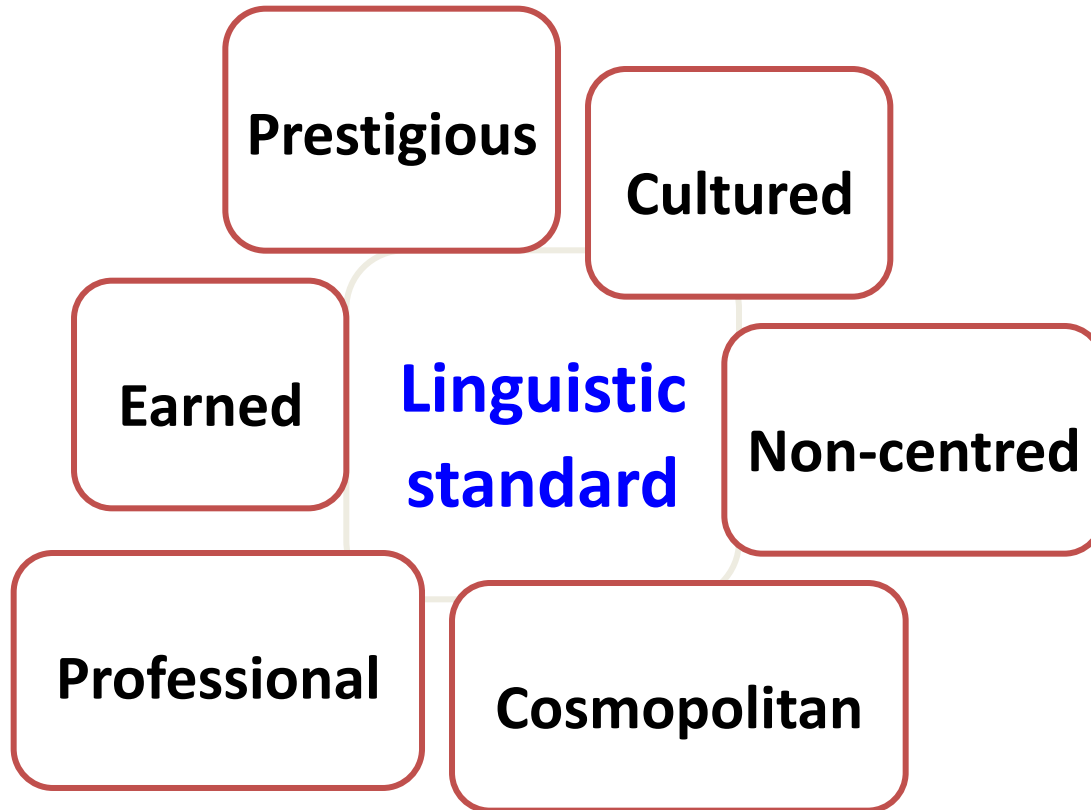 Prestigious
Cultured
Earned
Linguistic
standard
Non-centred
Professional
Cosmopolitan